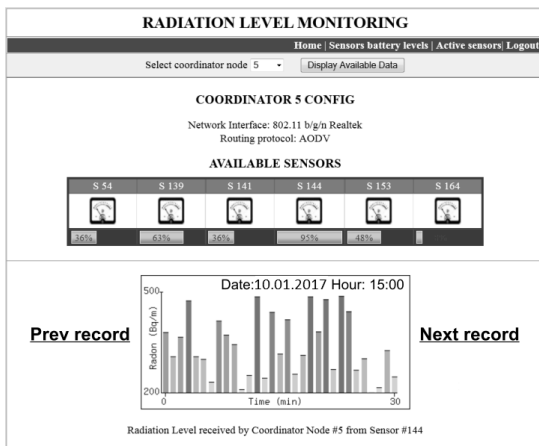 RADIATION LEVEL MONITORING
Home | Sensors battery levels | Active sensors| Logout
Select coordinator node 5 Display Available Data
COORDINATOR 5 CONFIG
Network Interface: 802.11 b/g/n Realtek
Routing protocol: AODV
AVAILABLE SENSORS
S 54 S 139 S 141 S 144 S 153 S 164
36% 63% 36% 95% 48%
Date:10.01.2017 Hour: 15:00
500
Radon (Bq/m)
Prev record Next record
200
0 Time (min) 30
Radiation Level received by Coordinator Node #5 from Sensor #144